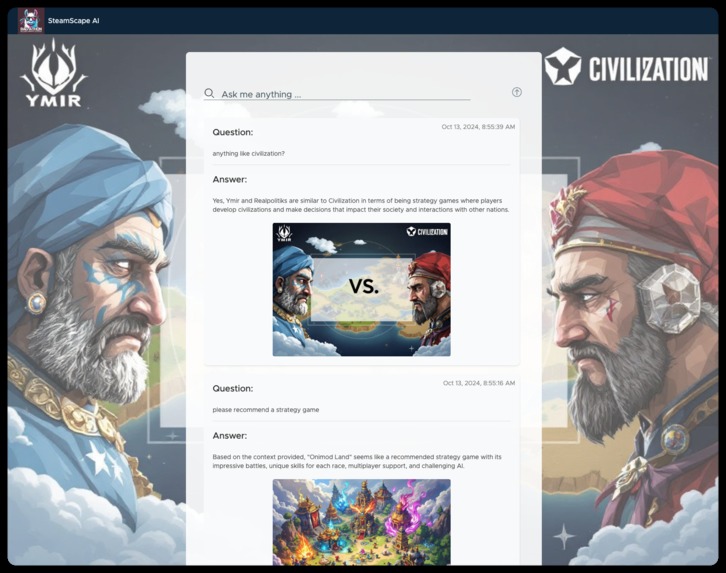 SteamScape AI
YMIR
CIVILIZATION
Ask me anything ...
Oct 13, 2024, 8:55:39 AM
Question:
anything like civilization?
Answer:
Yes, Ymir and Realpolitiks are similar to Civilization in terms of being strategy games where players
develop civilizations and make decisions that impact their society and interactions with other nations.
YMIR
CIVILIZATION
VS.
Oct 13, 2024, 8:55:16 AM
Question:
please recommend a strategy game
Answer:
Based on the context provided, "Onimod Land" seems like a recommended strategy game with its
impressive battles, unique skills for each race, multiplayer support, and challenging AI.